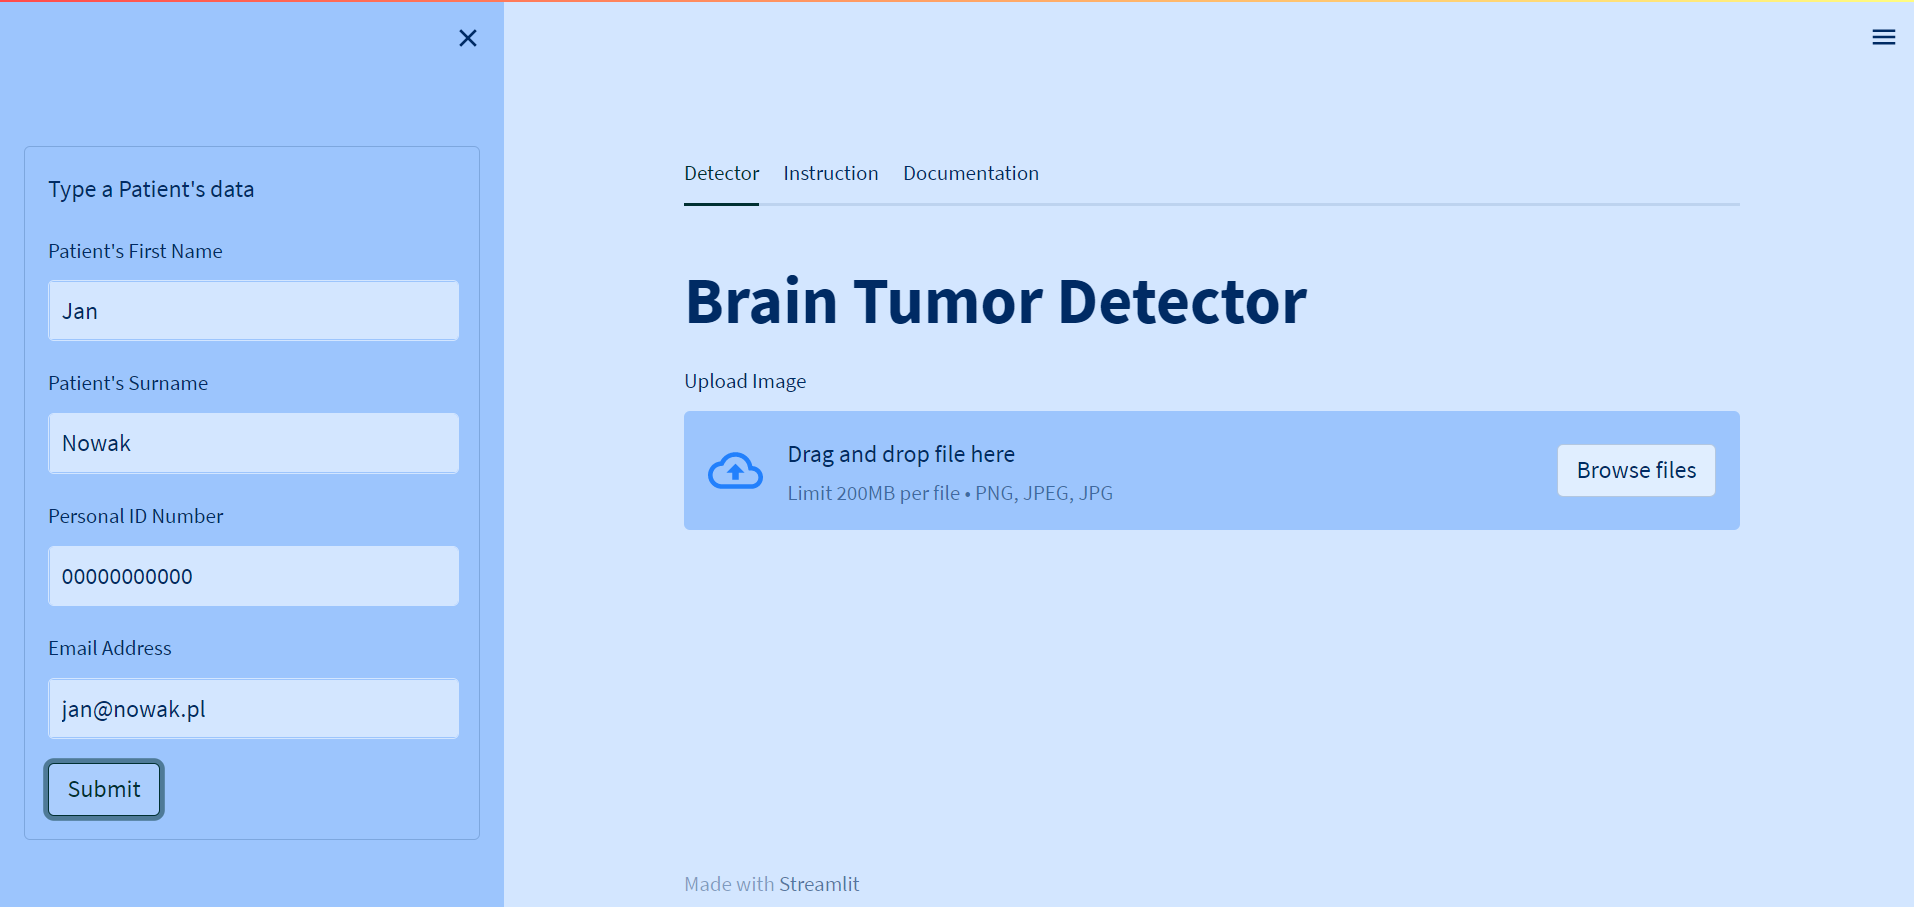 Type a Patient's data
Patient's First Name
Jan
Patient's Surname
Nowak
Personal ID Number
00000000000
Email Address
jan@nowak.pl
Submit
Detector Instruction Documentation
Brain Tumor Detector
Upload Image
Drag and drop file here
Limit 200MB per file • PNG, JPEG, JPG
Browse files
Made with Streamlit